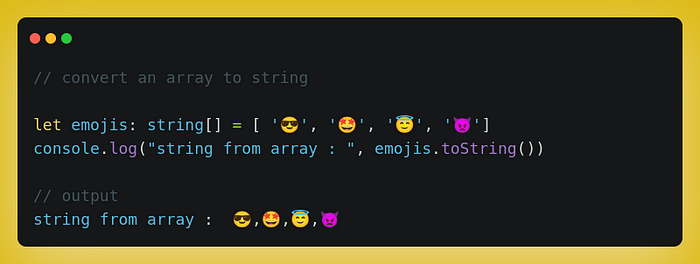 // convert an array to string
let emojis: string[] = [ '😎', '🤩', '😇', '👿']
console.log("string from array : ", emojis.toString())
// output
string from array :  😎,🤩,😇,👿